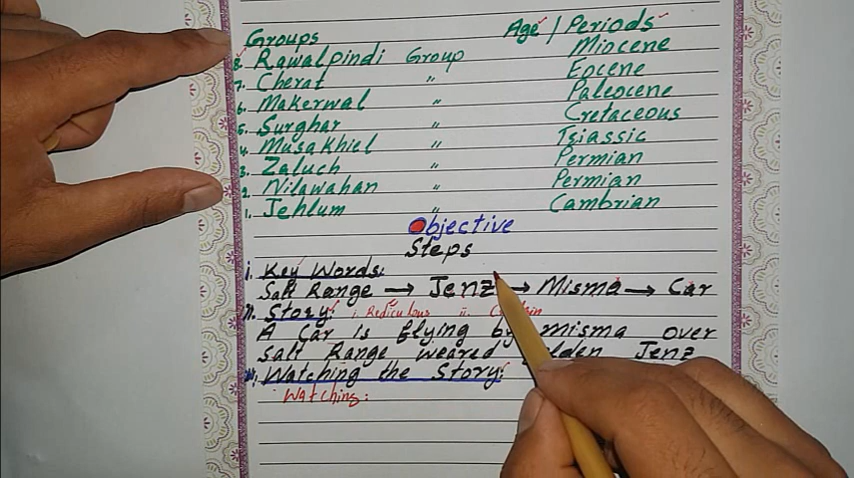 Groups Age / Periods
8. Rawalpindi Group Miocene
7. Cherat " Eocene
6. Makerwal " Paleocene
5. Surghar " Cretaceous
4. Musakhiel " Tsiassic
3. Zaluch " Permian
2. Nilawahan " Permian
1. Jehlum " Cambrian
Objective
Steps
i. Key Words:
Salt Range → Jenz → Misma → Car
ii. Story: i. Rediculous ii.
A Car is flying by misma over
Salt Range weared Jenz
iii. Watching the Story:
Watching: